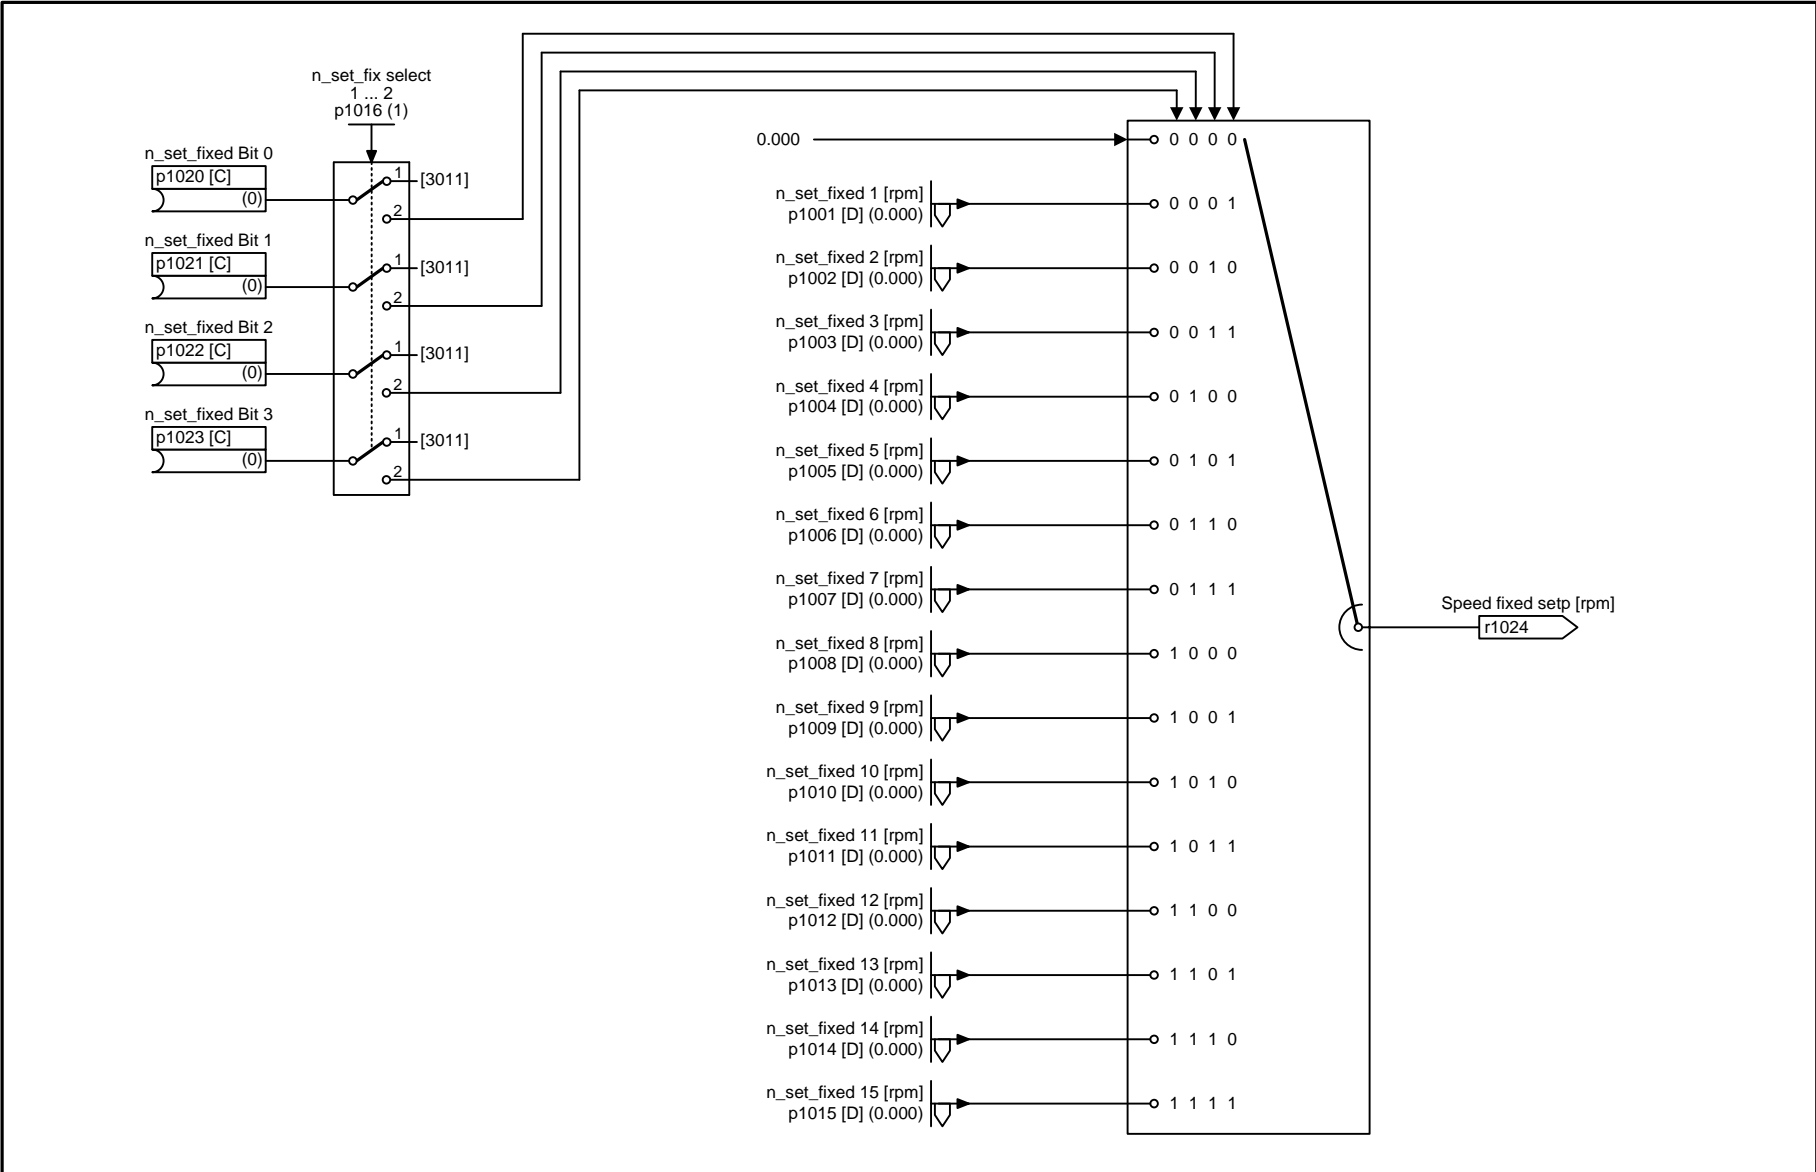 n_set_fix select
1 ... 2
p1016 (1)
n_set_fixed Bit 0
p1020 [C]
(0)
1
[3011]
2
n_set_fixed Bit 1
p1021 [C]
(0)
1
[3011]
2
n_set_fixed Bit 2
p1022 [C]
(0)
1
[3011]
2
n_set_fixed Bit 3
p1023 [C]
(0)
1
[3011]
2
0.000
0 0 0 0
n_set_fixed 1 [rpm]
p1001 [D] (0.000)
0 0 0 1
n_set_fixed 2 [rpm]
p1002 [D] (0.000)
0 0 1 0
n_set_fixed 3 [rpm]
p1003 [D] (0.000)
0 0 1 1
n_set_fixed 4 [rpm]
p1004 [D] (0.000)
0 1 0 0
n_set_fixed 5 [rpm]
p1005 [D] (0.000)
0 1 0 1
n_set_fixed 6 [rpm]
p1006 [D] (0.000)
0 1 1 0
n_set_fixed 7 [rpm]
p1007 [D] (0.000)
0 1 1 1
n_set_fixed 8 [rpm]
p1008 [D] (0.000)
1 0 0 0
n_set_fixed 9 [rpm]
p1009 [D] (0.000)
1 0 0 1
n_set_fixed 10 [rpm]
p1010 [D] (0.000)
1 0 1 0
n_set_fixed 11 [rpm]
p1011 [D] (0.000)
1 0 1 1
n_set_fixed 12 [rpm]
p1012 [D] (0.000)
1 1 0 0
n_set_fixed 13 [rpm]
p1013 [D] (0.000)
1 1 0 1
n_set_fixed 14 [rpm]
p1014 [D] (0.000)
1 1 1 0
n_set_fixed 15 [rpm]
p1015 [D] (0.000)
1 1 1 1
Speed fixed setp [rpm]
r1024